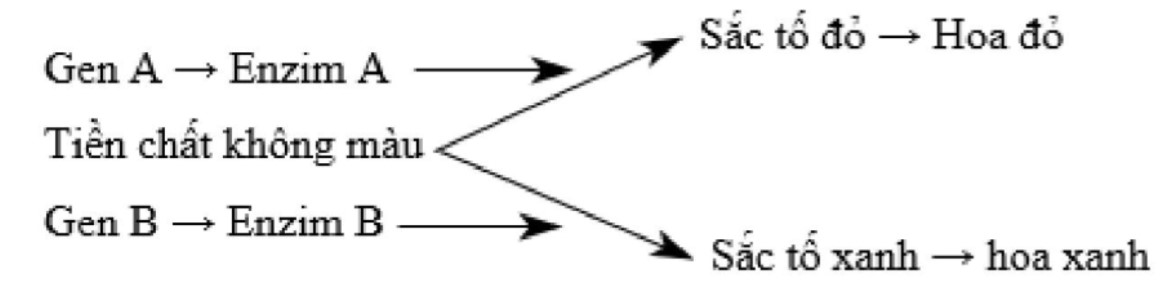 Sắc tố đỏ → Hoa đỏ
Gen A → Enzim A
Tiền chất không màu
Gen B → Enzim B
Sắc tố xanh → hoa xanh